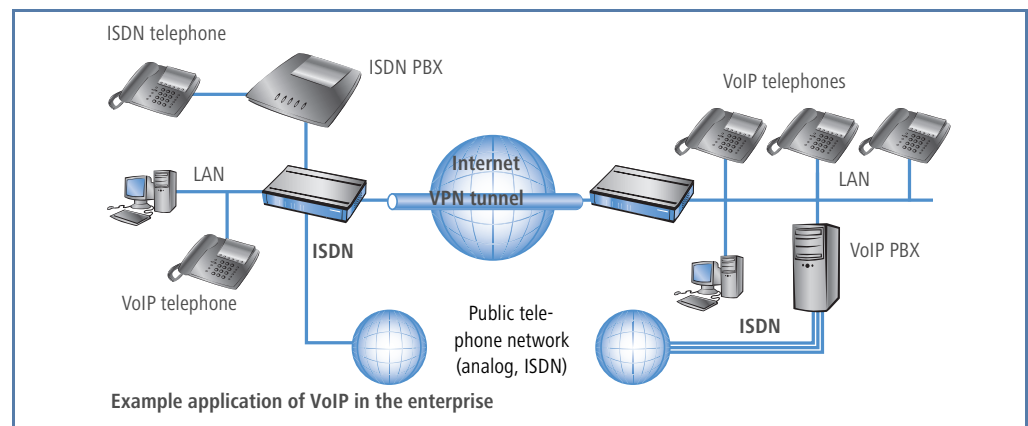 ISDN telephone
ISDN PBX
VoIP telephones
Internet
VPN tunnel
LAN
LAN
ISDN
VoIP PBX
VoIP telephone
Public tele-
phone network
(analog, ISDN)
ISDN
Example application of VoIP in the enterprise